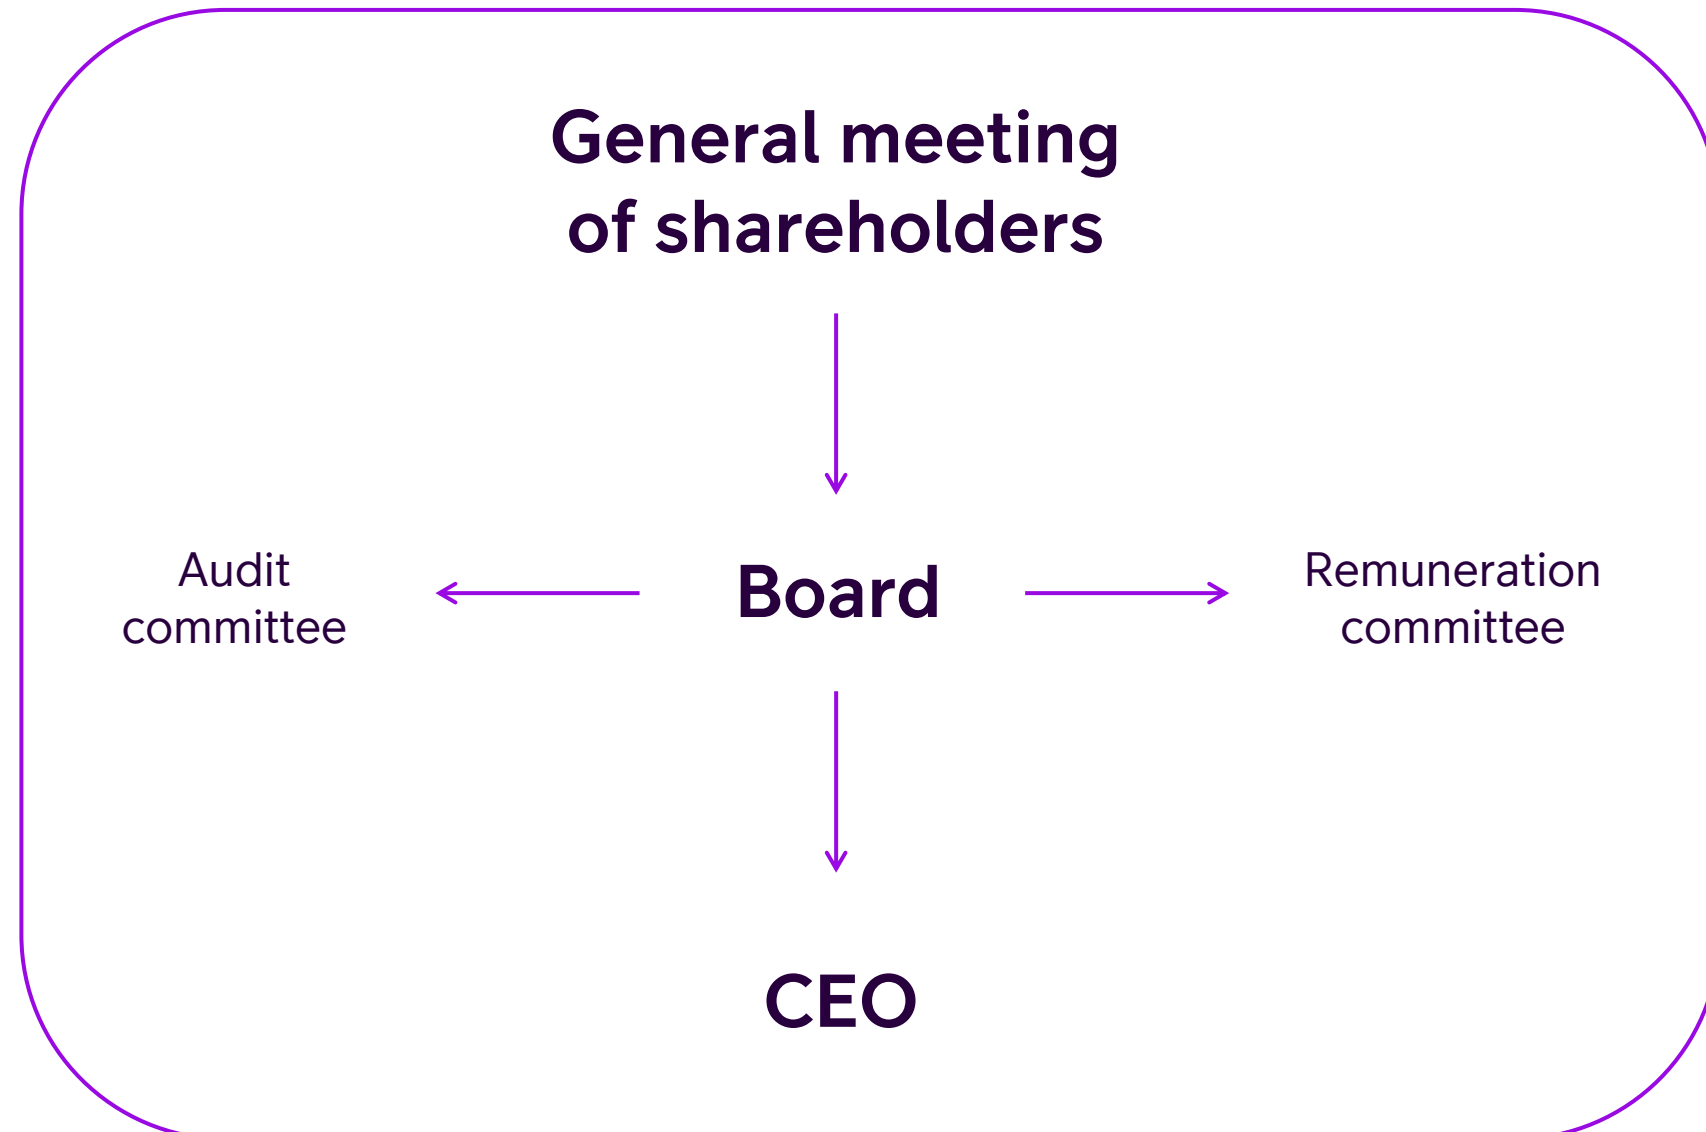 General meeting
of shareholders
Audit
committee
Board
Remuneration
committee
CEO